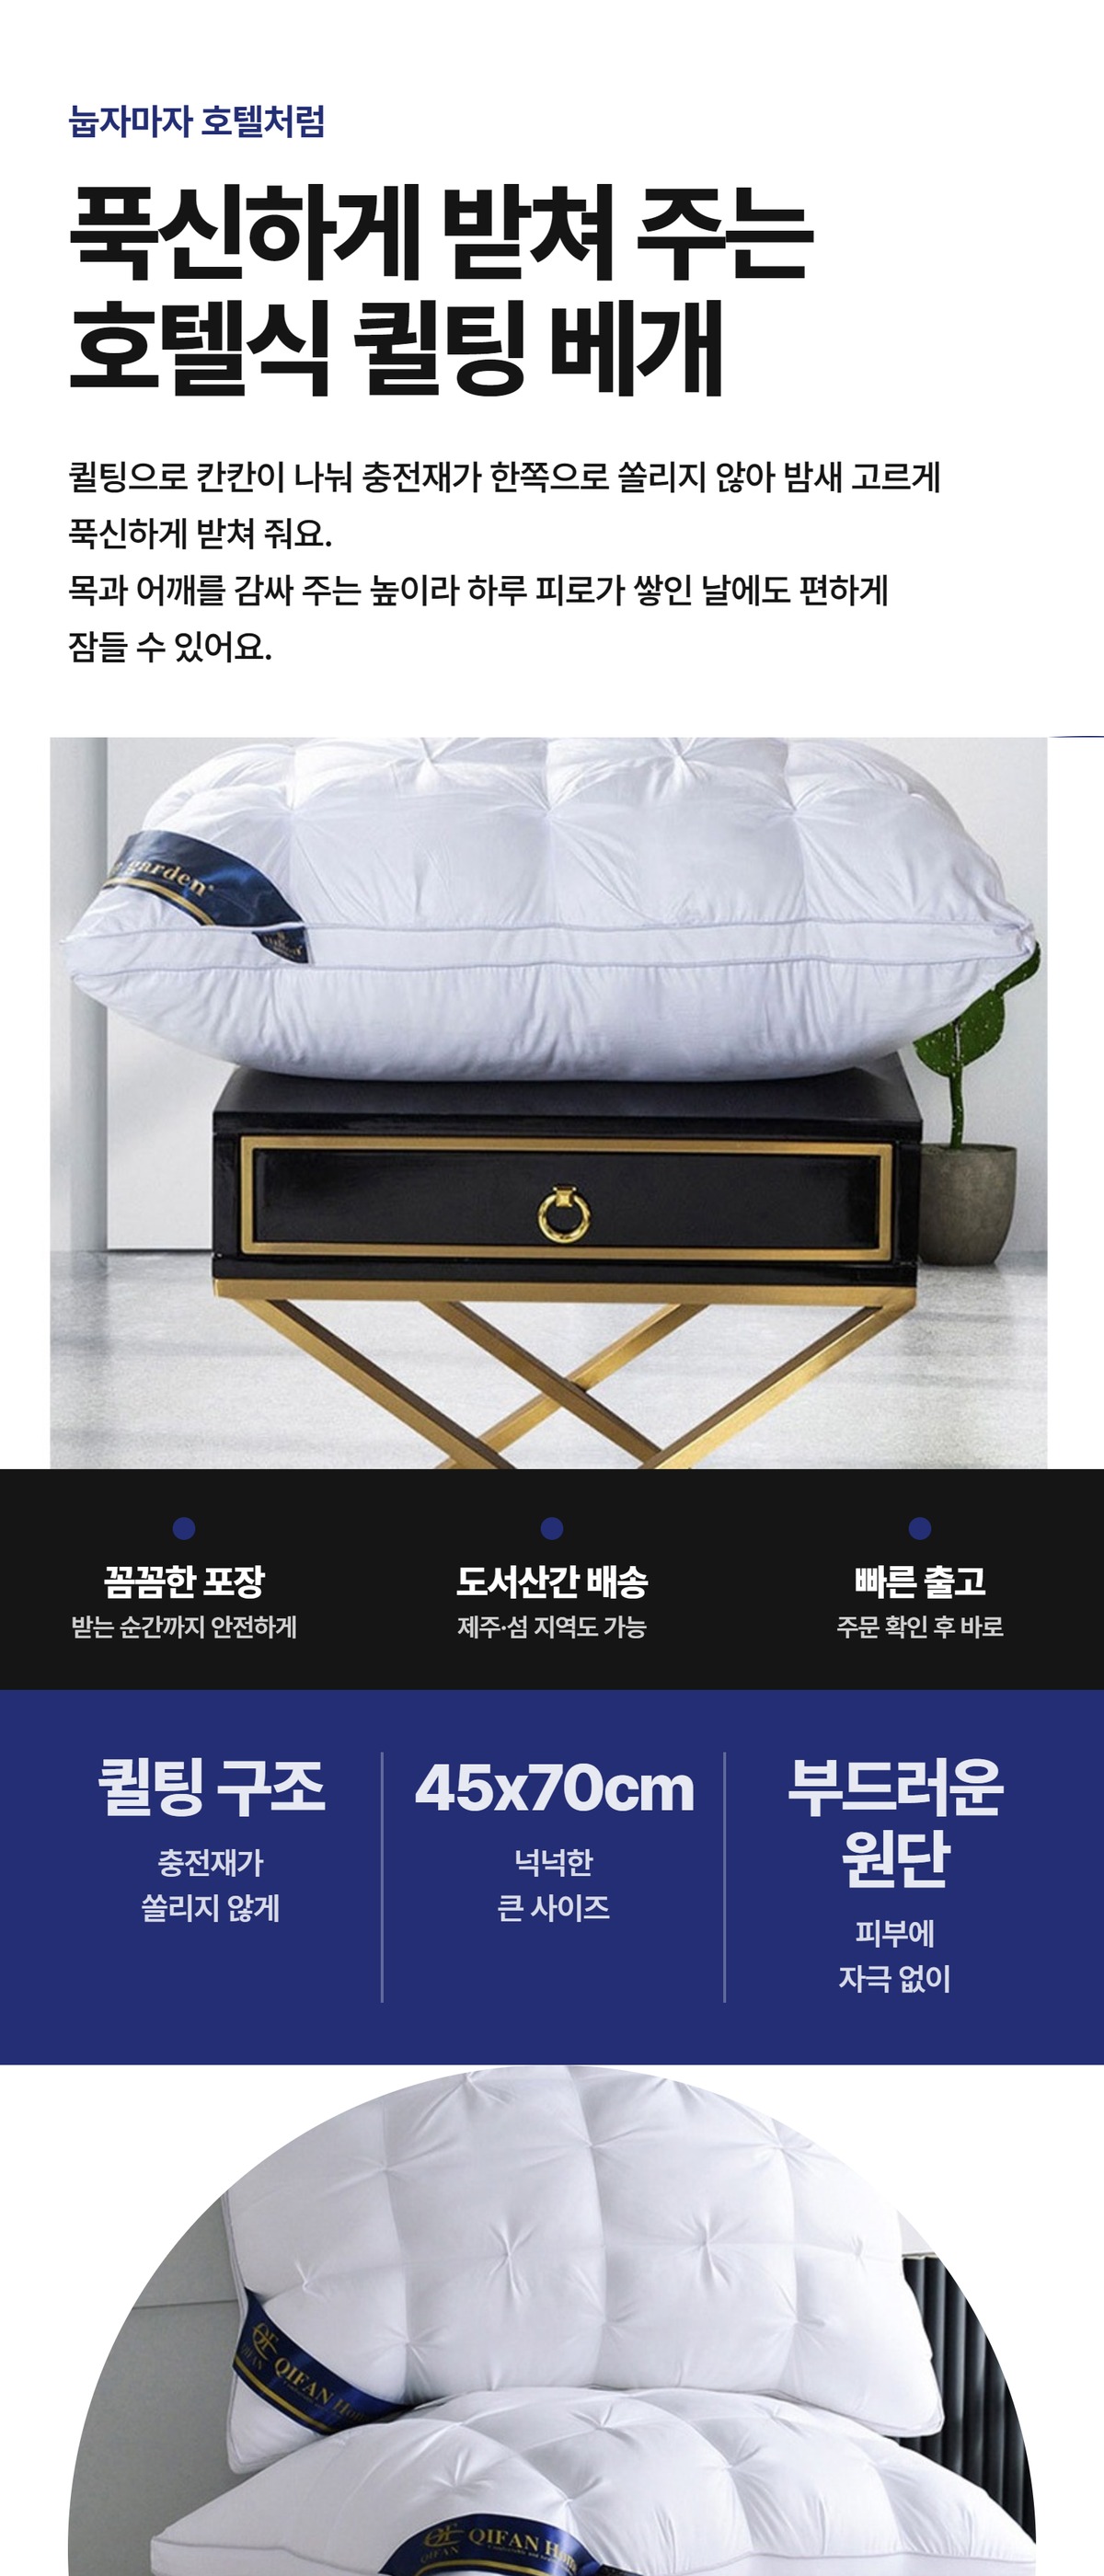 눕자마자 호텔처럼
푹신하게 받쳐 주는
호텔식 퀼팅 베개
퀼팅으로 칸칸이 나눠 충전재가 한쪽으로 쏠리지 않아 밤새 고르게
푹신하게 받쳐 줘요.
목과 어깨를 감싸 주는 높이라 하루 피로가 쌓인 날에도 편하게
잠들 수 있어요.
garden
꼼꼼한 포장
받는 순간까지 안전하게
도서산간 배송
제주·섬 지역도 가능
빠른 출고
주문 확인 후 바로
퀼팅 구조
충전재가
쏠리지 않게
45x70cm
넉넉한
큰 사이즈
부드러운
원단
피부에
자극 없이
QIFAN
QIFAN